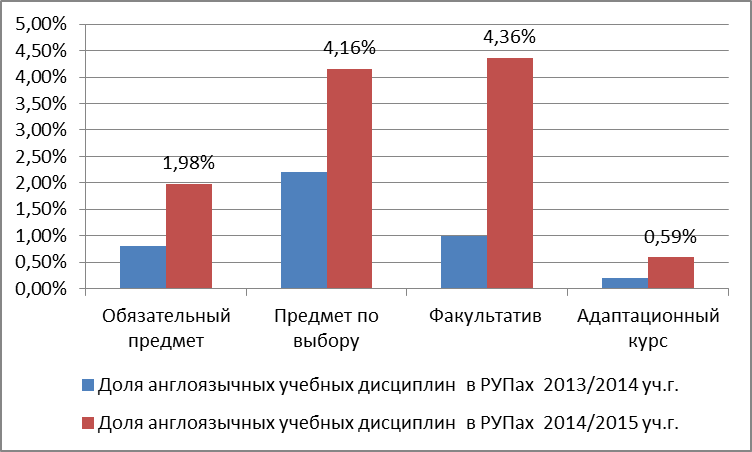 5,00%
4,50%
4,00%
3,50%
3,00%
2,50%
2,00%
1,50%
1,00%
0,50%
0,00%
1,98%
4,16%
4,36%
0,59%
Обязательный
предмет
Предмет по
выбору
Факультатив
Адаптационный
курс
Доля англоязычных учебных дисциплин в РУПах 2013/2014 уч.г.
Доля англоязычных учебных дисциплин в РУПах 2014/2015 уч.г.